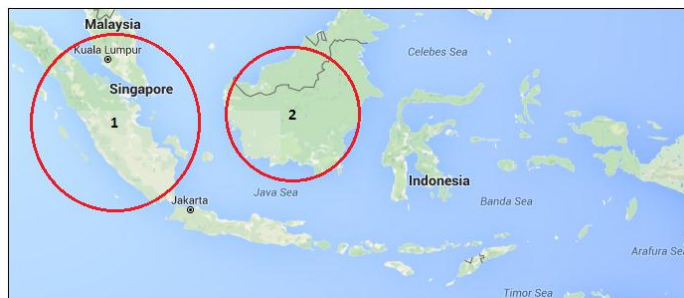 Malaysia
Kuala Lumpur
Celebes Sea
Singapore
1
2
Indonesia
Java Sea
Jakarta
Banda Sea
Arafura Sea
Timor Sea